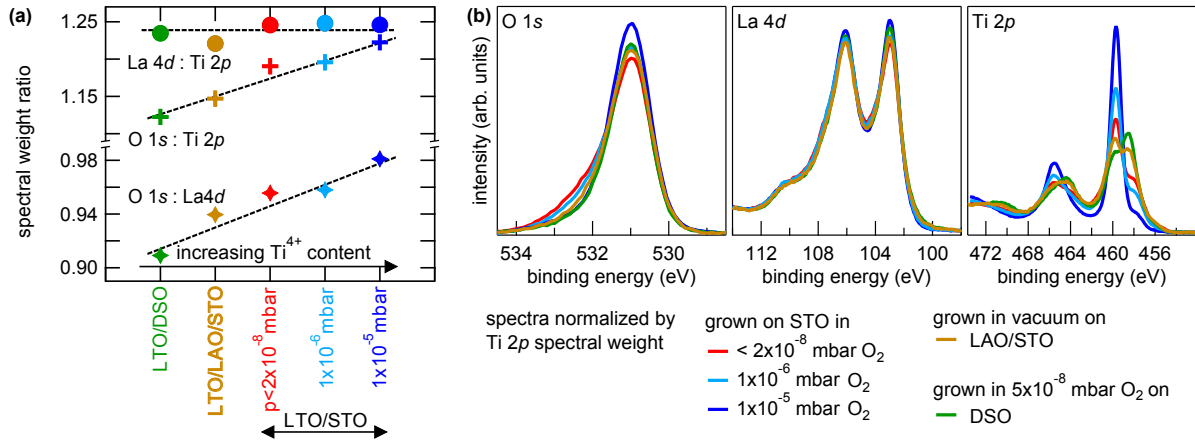 (a)
spectral weight ratio
1.25
1.15
0.98
0.94
0.90
La 4d : Ti 2p
O 1s : Ti 2p
O 1s : La4d
increasing Ti4+ content
LTO/DSO
LTO/LAO/STO
p<2x10-8 mbar
1x10-6 mbar
1x10-5 mbar
LTO/STO
(b)
intensity (arb. units)
O 1s
534 532 530
binding energy (eV)
La 4d
112 108 104 100
binding energy (eV)
Ti 2p
472 468 464 460 456
binding energy (eV)
spectra normalized by
Ti 2p spectral weight
grown on STO in
< 2x10-8 mbar O2
1x10-6 mbar O2
1x10-5 mbar O2
grown in vacuum on
LAO/STO
grown in 5x10-8 mbar O2 on
DSO